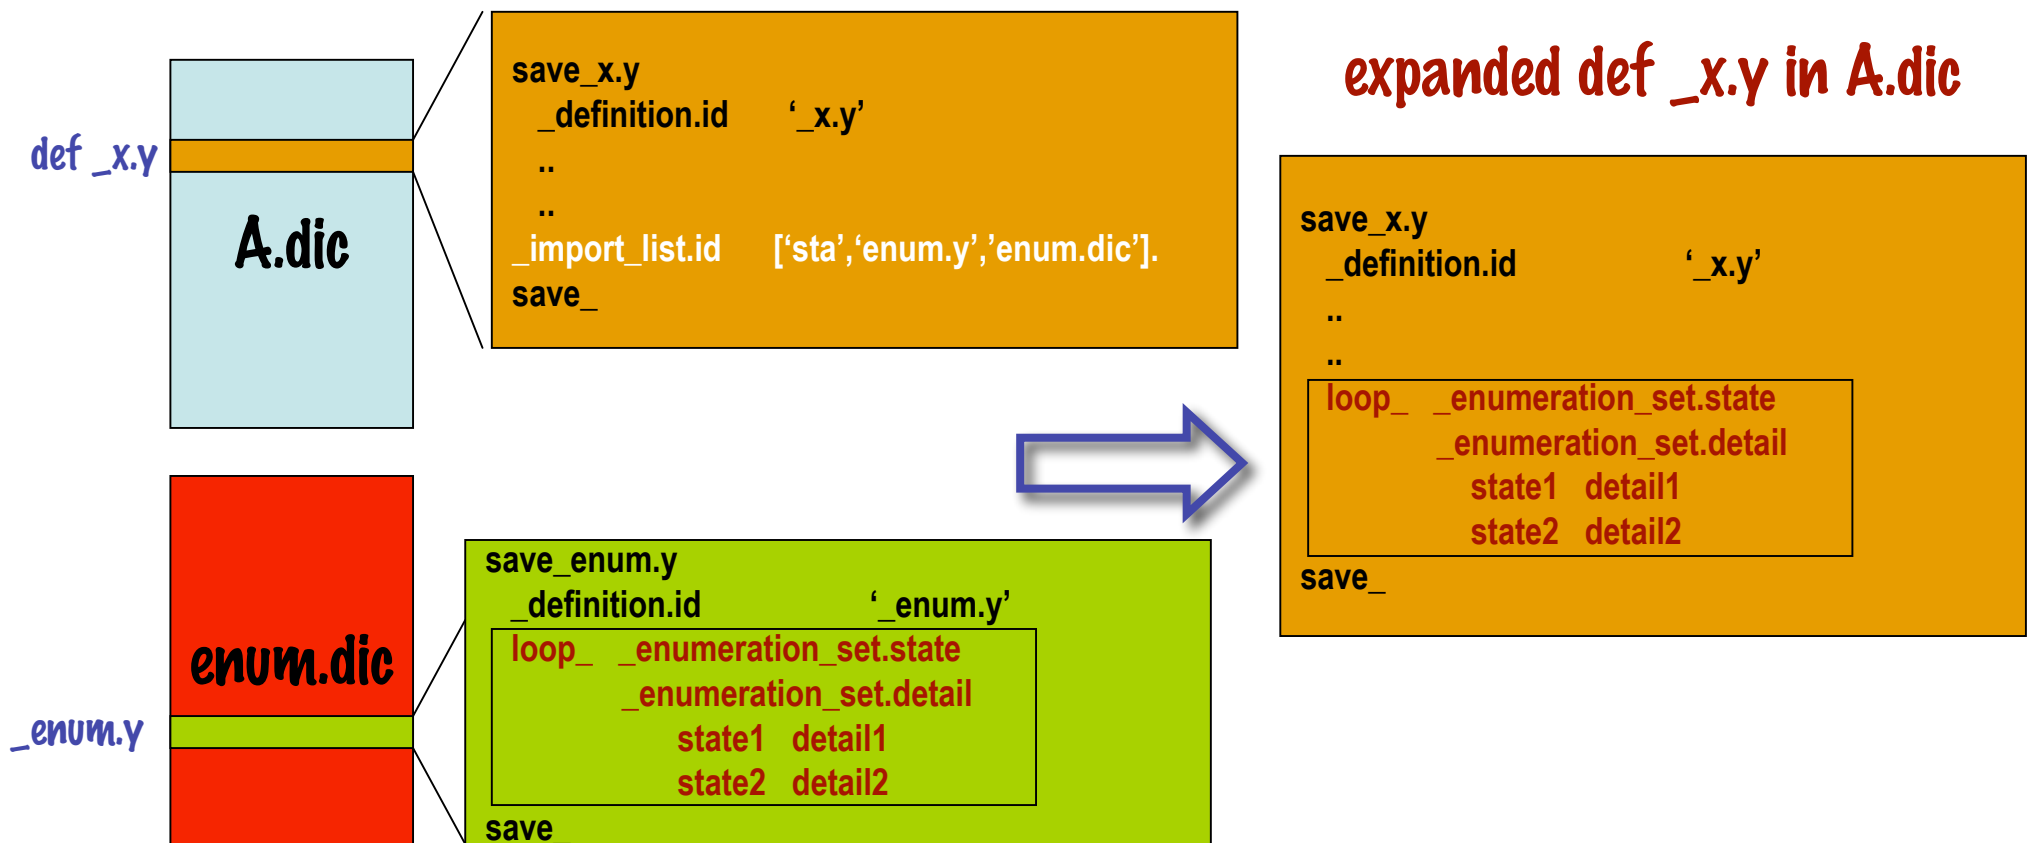 def _x.y
A.dic
save_x.y
_definition.id ‘_x.y’
..
..
_import_list.id [‘sta’,‘enum.y’,’enum.dic’].
save_
expanded def _x.y in A.dic
save_x.y
_definition.id ‘_x.y’
..
..
loop_ _enumeration_set.state
_enumeration_set.detail
state1 detail1
state2 detail2
save_
_enum.y
enum.dic
save_enum.y
_definition.id ‘_enum.y’
loop_ _enumeration_set.state
_enumeration_set.detail
state1 detail1
state2 detail2
save_